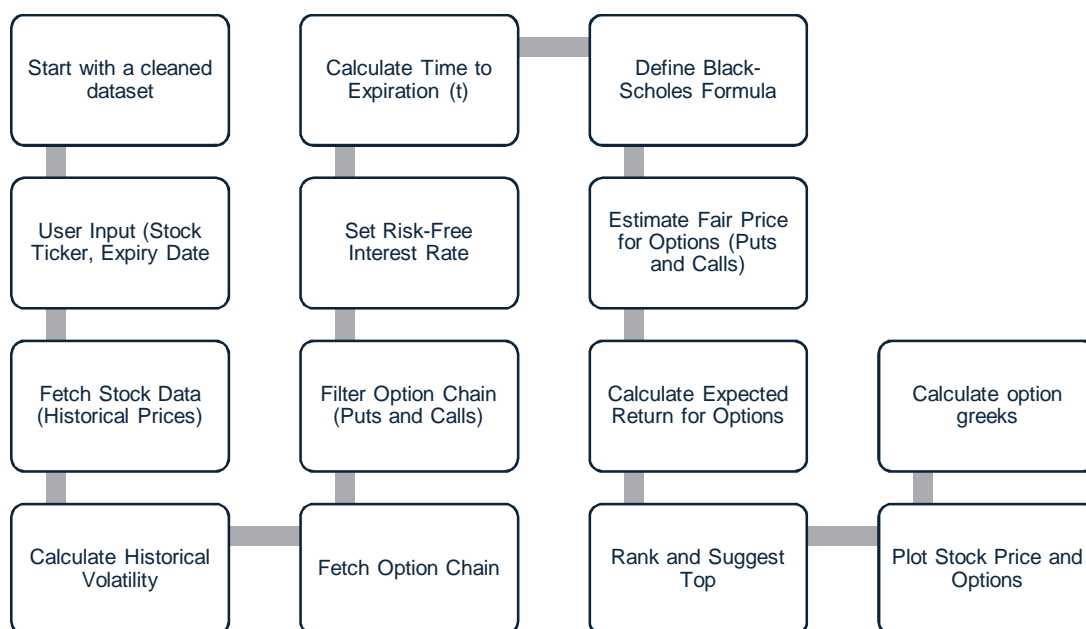 Start with a cleaned
dataset
User Input (Stock
Ticker, Expiry Date
Fetch Stock Data
(Historical Prices)
Calculate Historical
Volatility
Fetch Option Chain
Filter Option Chain
(Puts and Calls)
Set Risk-Free
Interest Rate
Calculate Time to
Expiration (t)
Define Black-
Scholes Formula
Estimate Fair Price
for Options (Puts
and Calls)
Calculate Expected
Return for Options
Rank and Suggest
Top
Plot Stock Price and
Options
Calculate option
greeks